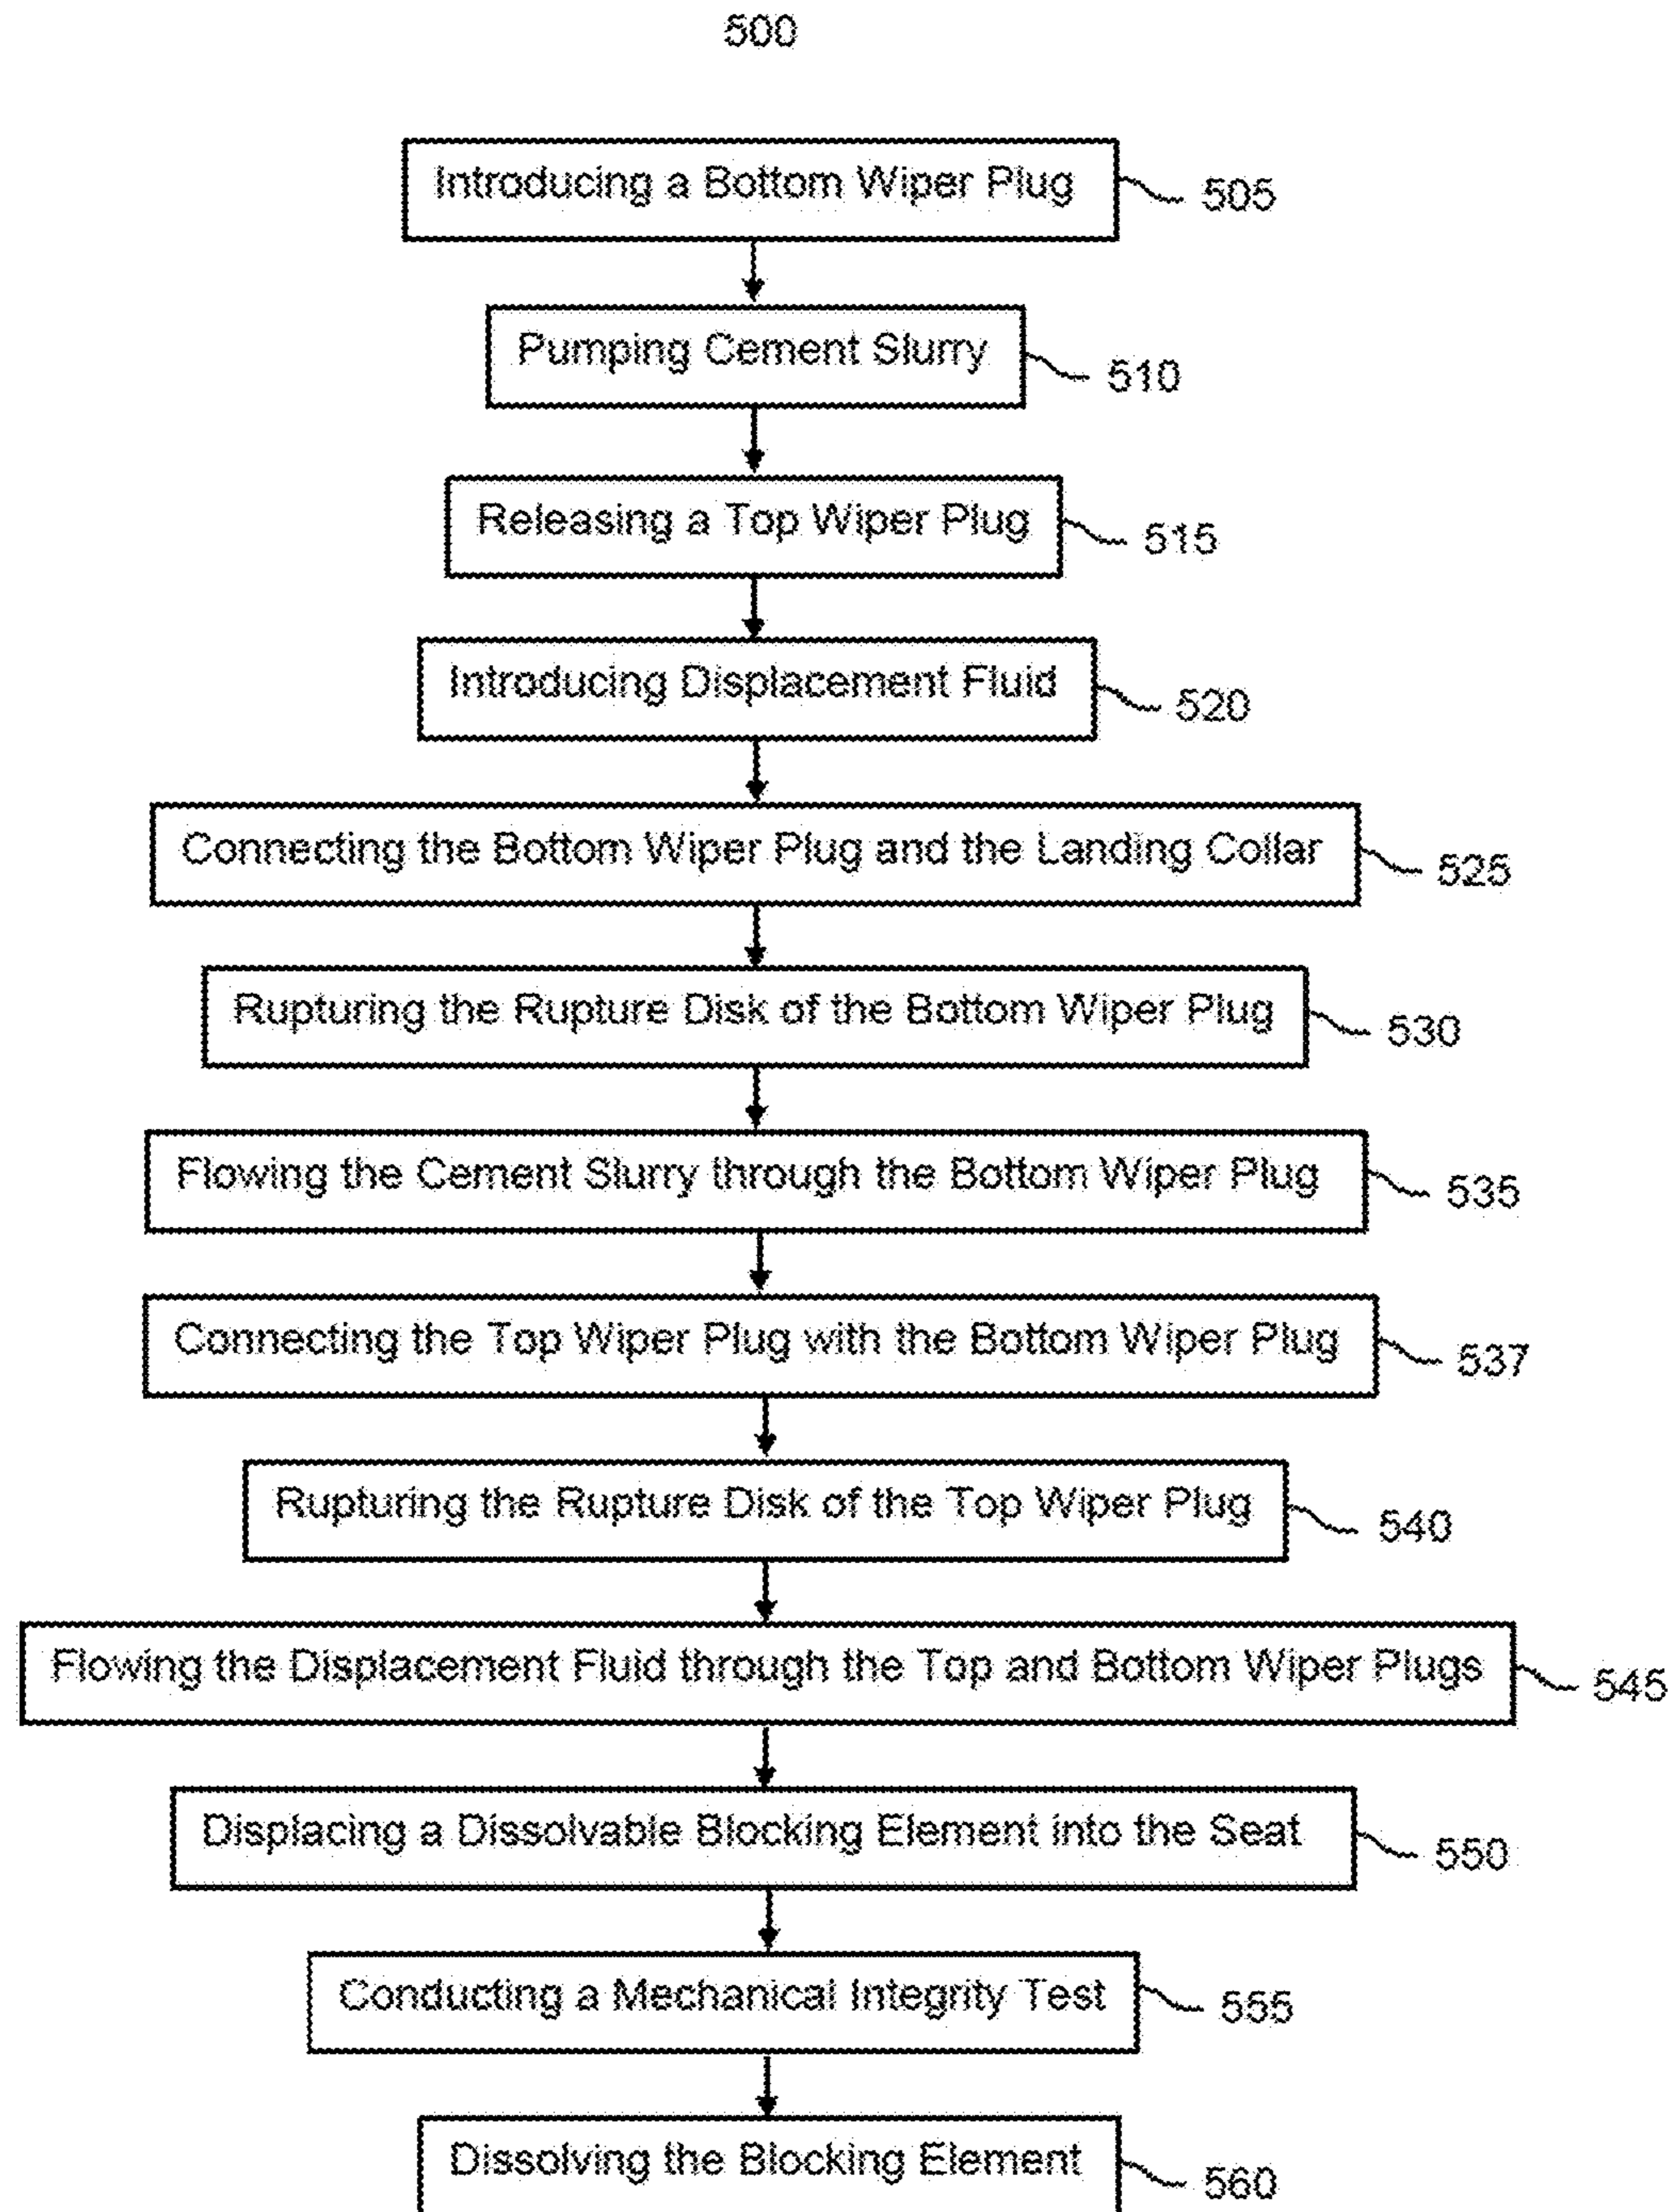 500
Introducing a Bottom Wiper Plug
505
Pumping Cement Slurry
510
Releasing a Top Wiper Plug
515
Introducing Displacement Fluid
520
Connecting the Bottom Wiper Plug and the Landing Collar
525
Rupturing the Rupture Disk of the Bottom Wiper Plug
530
Flowing the Cement Slurry through the Bottom Wiper Plug
535
Connecting the Top Wiper Plug with the Bottom Wiper Plug
537
Rupturing the Rupture Disk of the Top Wiper Plug
540
Flowing the Displacement Fluid through the Top and Bottom Wiper Plugs
545
Displacing a Dissolvable Blocking Element into the Seat
550
Conducting a Mechanical Integrity Test
555
Dissolving the Blocking Element
560